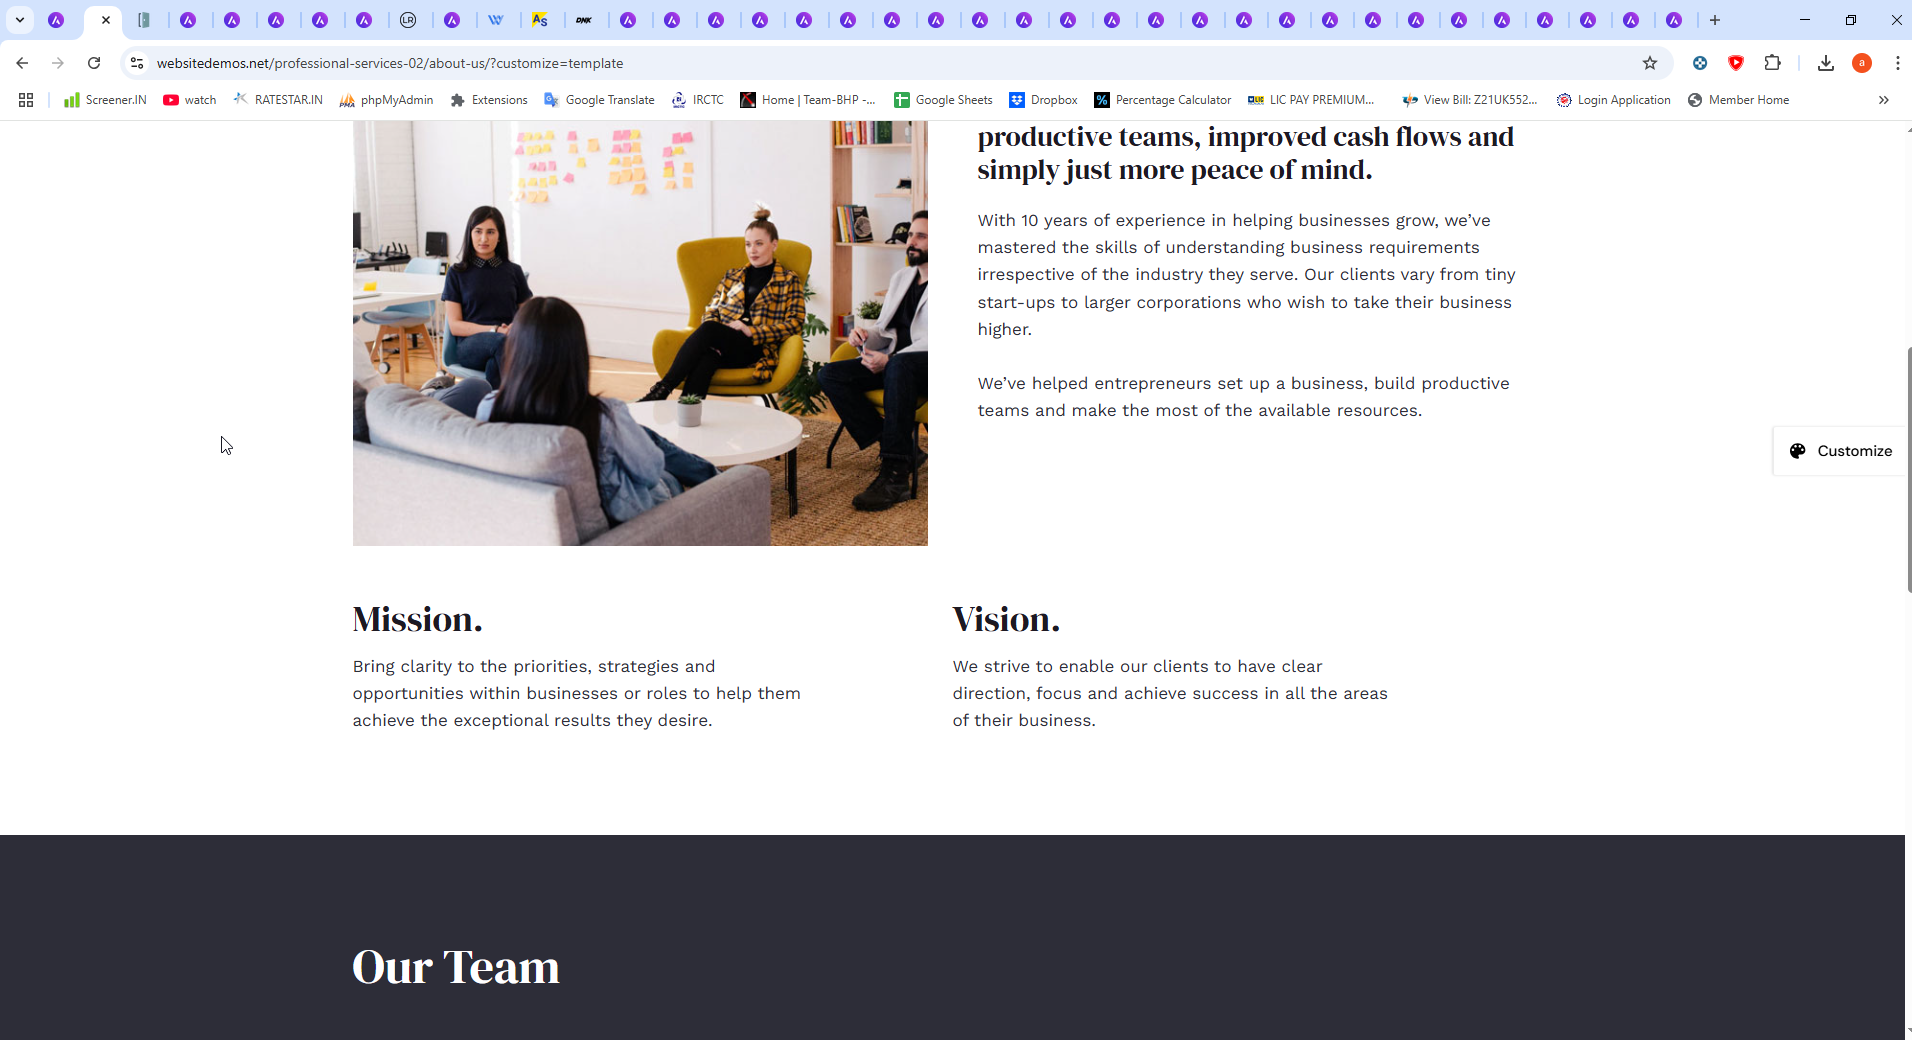 LR
W
AS
DNK
websitedemos.net/professional-services-02/about-us/?customize=template
a
Screener.IN
watch
RATESTAR.IN
phpMyAdmin
Extensions
Google Translate
IRCTC
Home | Team-BHP -...
Google Sheets
Dropbox
Percentage Calculator
LIC PAY PREMIUM...
View Bill: Z21UK552...
Login Application
Member Home
productive teams, improved cash flows and
simply just more peace of mind.
With 10 years of experience in helping businesses grow, we’ve
mastered the skills of understanding business requirements
irrespective of the industry they serve. Our clients vary from tiny
start-ups to larger corporations who wish to take their business
higher.
We’ve helped entrepreneurs set up a business, build productive
teams and make the most of the available resources.
Customize
Mission.
Bring clarity to the priorities, strategies and
opportunities within businesses or roles to help them
achieve the exceptional results they desire.
Vision.
We strive to enable our clients to have clear
direction, focus and achieve success in all the areas
of their business.
Our Team